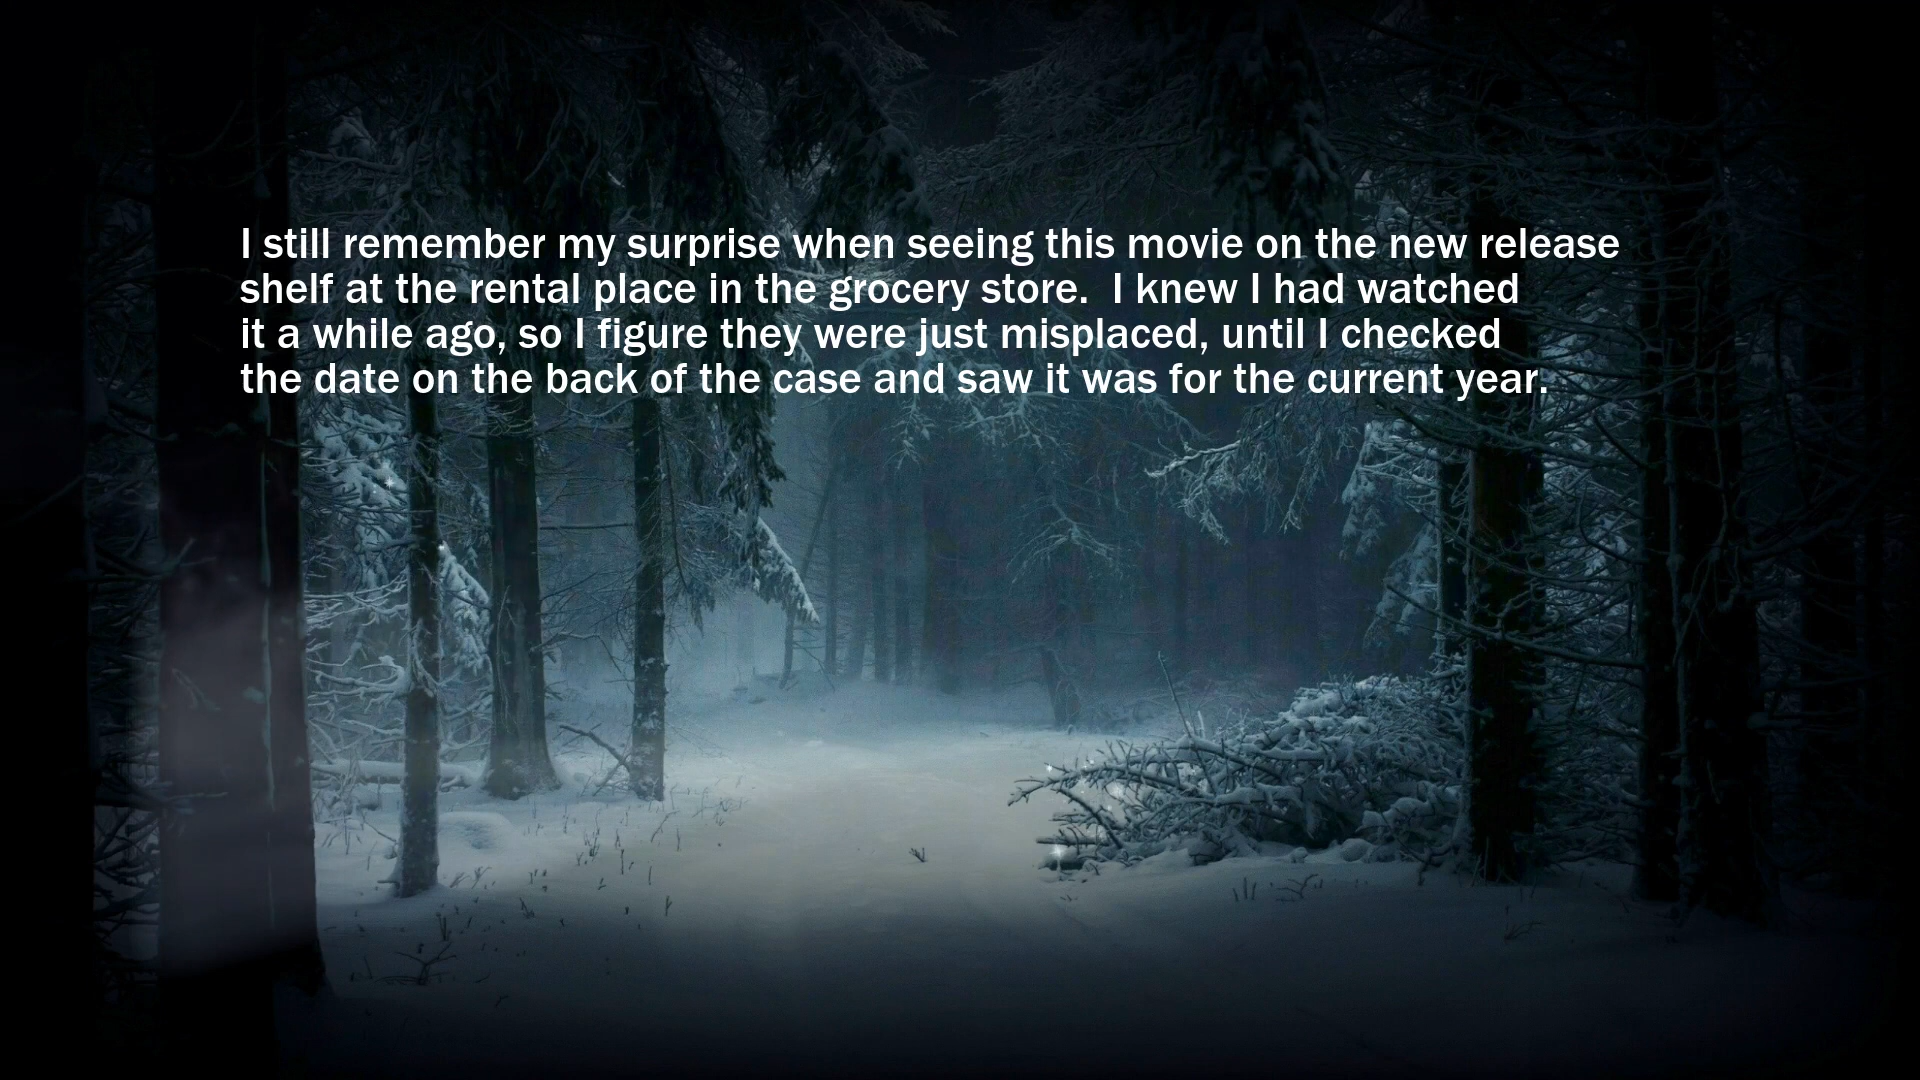 I still remember my surprise when seeing this movie on the new release
shelf at the rental place in the grocery store.  I knew I had watched
it a while ago, so I figure they were just misplaced, until I checked
the date on the back of the case and saw it was for the current year.